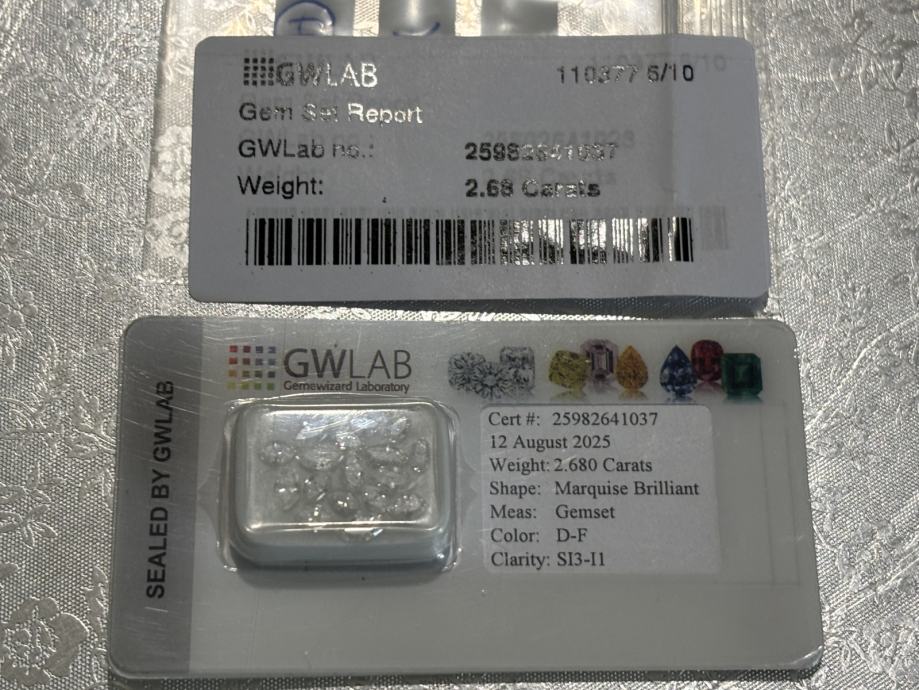 GWLAB
110377 6/10
Gem Set Report
GWLab no.: 25982641037
Weight: 2.68 Carats
SEALED BY GWLAB
GWLAB
Gemewizard Laboratory
Cert #: 25982641037
12 August 2025
Weight: 2.680 Carats
Shape: Marquise Brilliant
Meas: Gemset
Color: D-F
Clarity: SI3-I1